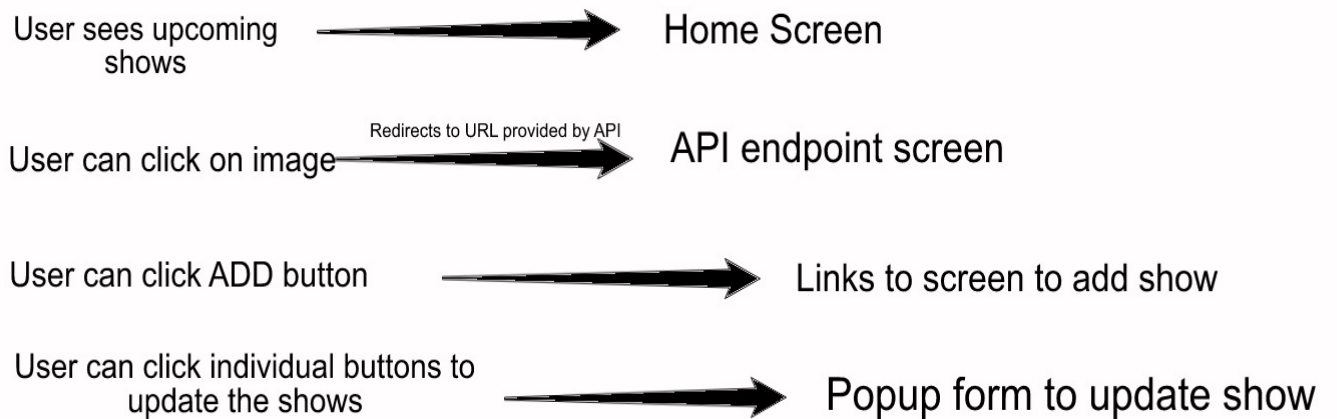 User sees upcoming
shows
Home Screen
Redirects to URL provided by API
User can click on image
API endpoint screen
User can click ADD button
Links to screen to add show
User can click individual buttons to
update the shows
Popup form to update show